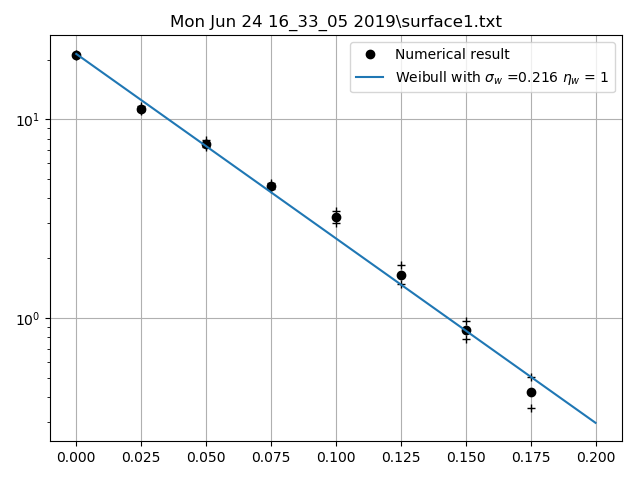 Mon Jun 24 16_33_05 2019\surface1.txt
Numerical result
Weibull with σ_w =0.216 η_w = 1
10^1
10^0
0.000 0.025 0.050 0.075 0.100 0.125 0.150 0.175 0.200